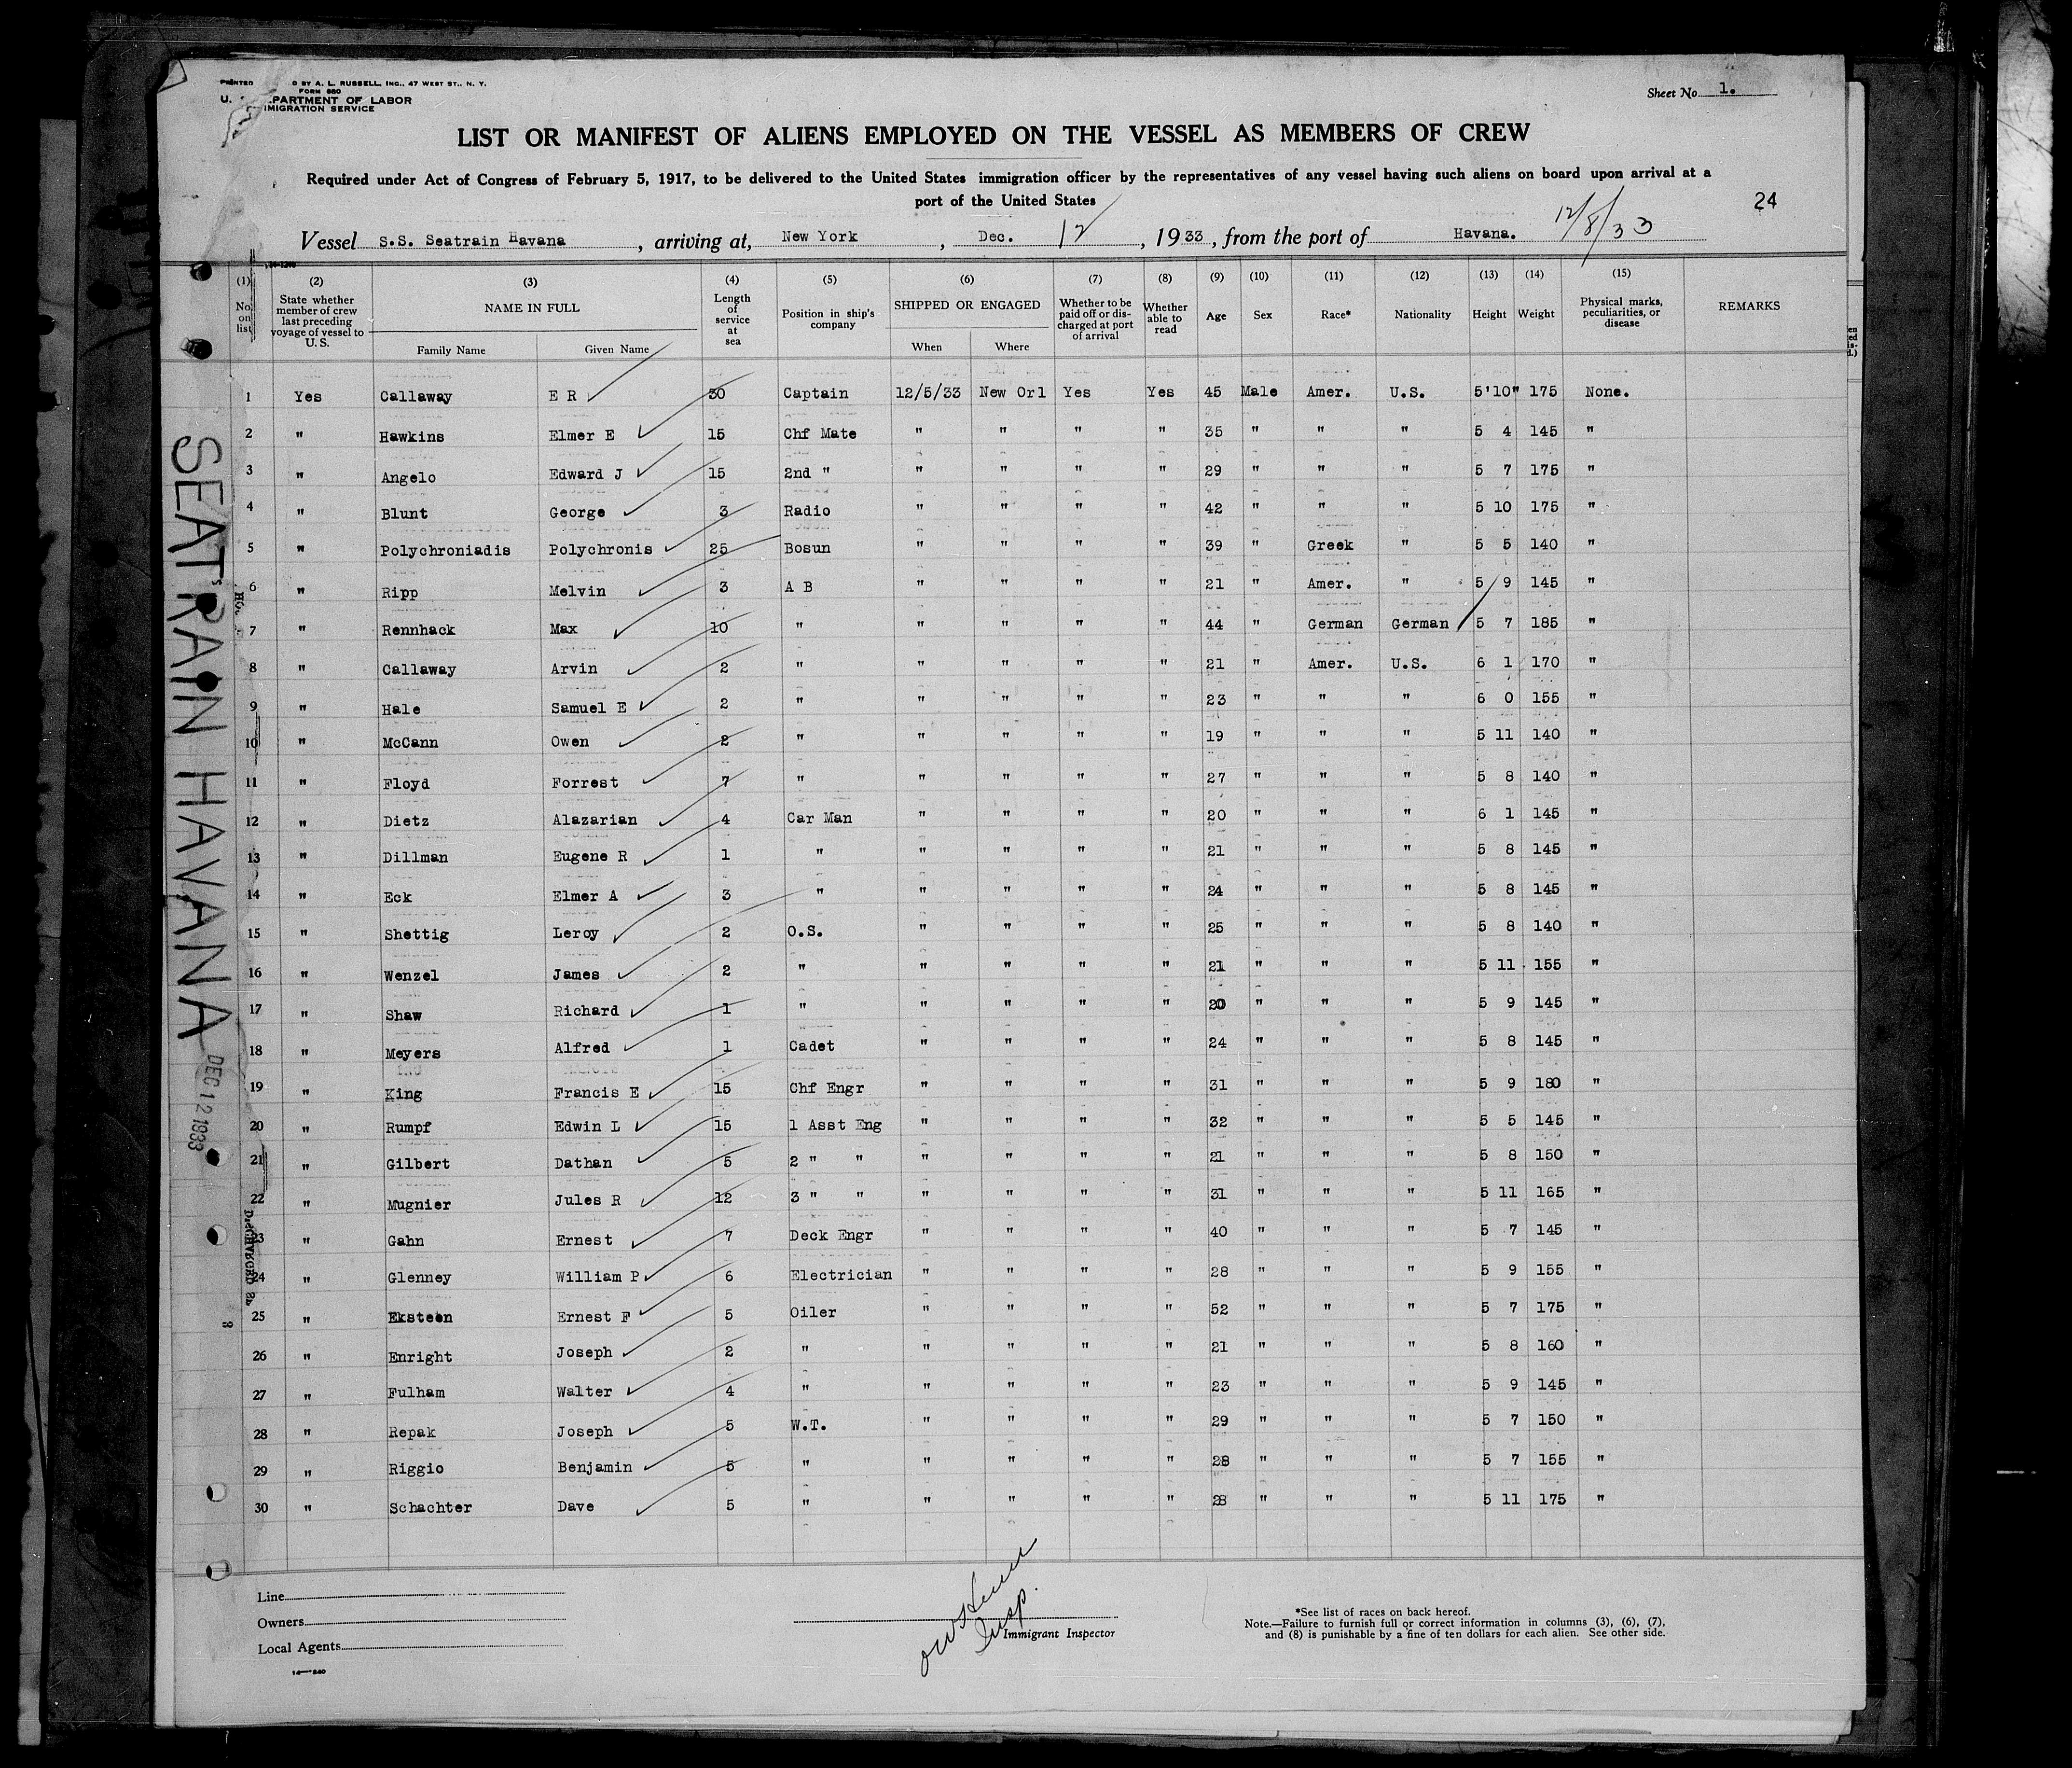 PRINTED D BY A. L. RUSSELL, INC., 47 WEST ST., N. Y.
FORM 680
U. S. DEPARTMENT OF LABOR
IMMIGRATION SERVICE
Sheet No. 1.
LIST OR MANIFEST OF ALIENS EMPLOYED ON THE VESSEL AS MEMBERS OF CREW
Required under Act of Congress of February 5, 1917, to be delivered to the United States immigration officer by the representatives of any vessel having such aliens on board upon arrival at a
port of the United States
24
Vessel S.S. Seatrain Havana, arriving at, New York, Dec. 12, 1933, from the port of Havana. 12/8/33
(1) No. on list (2) State whether member of crew last preceding voyage of vessel to U. S. (3) NAME IN FULL Family Name Given Name (4) Length of service at sea (5) Position in ship's company (6) SHIPPED OR ENGAGED When Where (7) Whether to be paid off or discharged at port of arrival (8) Whether able to read (9) Age (10) Sex (11) Race* (12) Nationality (13) Height (14) Weight (15) Physical marks, peculiarities, or disease REMARKS
1 Yes Callaway E R 30 Captain 12/5/33 New Orl Yes Yes 45 Male Amer. U.S. 5'10" 175 None.
2 " Hawkins Elmer E 15 Chf Mate " " " " 35 " " " 5 4 145 "
3 " Angelo Edward J 15 2nd " " " " " 29 " " " 5 7 175 "
4 " Blunt George 3 Radio " " " " 42 " " " 5 10 175 "
5 " Polychroniadis Polychronis 25 Bosun " " " " 39 " Greek " 5 5 140 "
6 " Ripp Melvin 3 A B " " " " 21 " Amer. " 5 9 145 "
7 " Rennhack Max 10 " " " " " 44 " German German 5 7 185 "
8 " Callaway Arvin 2 " " " " " 21 " Amer. U.S. 6 1 170 "
9 " Hale Samuel E 2 " " " " " 23 " " " 6 0 155 "
10 " McCann Owen 2 " " " " " 19 " " " 5 11 140 "
11 " Floyd Forrest 7 " " " " " 27 " " " 5 8 140 "
12 " Dietz Alazarian 4 Car Man " " " " 20 " " " 6 1 145 "
13 " Dillman Eugene R 1 " " " " " 21 " " " 5 8 145 "
14 " Eck Elmer A 3 " " " " " 24 " " " 5 8 145 "
15 " Shettig Leroy 2 O.S. " " " " 25 " " " 5 8 140 "
16 " Wenzel James 2 " " " " " 21 " " " 5 11 155 "
17 " Shaw Richard 1 " " " " " 20 " " " 5 9 145 "
18 " Meyers Alfred 1 Cadet " " " " 24 " " " 5 8 145 "
19 " King Francis E 15 Chf Engr " " " " 31 " " " 5 9 180 "
20 " Rumpf Edwin L 15 1 Asst Eng " " " " 32 " " " 5 5 145 "
21 " Gilbert Dathan 5 2 " " " " " " 21 " " " 5 8 150 "
22 " Mugnier Jules R 12 3 " " " " " " 31 " " " 5 11 165 "
23 " Gahn Ernest 7 Deck Engr " " " " 40 " " " 5 7 145 "
24 " Glenney William P 6 Electrician " " " " 28 " " " 5 9 155 "
25 " Eksteen Ernest F 5 Oiler " " " " 52 " " " 5 7 175 "
26 " Enright Joseph 2 " " " " " 21 " " " 5 8 160 "
27 " Fulham Walter 4 " " " " " 23 " " " 5 9 145 "
28 " Repak Joseph 5 W.T. " " " " 29 " " " 5 7 150 "
29 " Riggio Benjamin 5 " " " " " 28 " " " 5 7 155 "
30 " Schachter Dave 5 " " " " " 28 " " " 5 11 175 "
SEATRAIN HAVANA
DEC 12 1933
Line
Owners
Local Agents
Insp.
Immigrant Inspector
*See list of races on back hereof.
Note.—Failure to furnish full or correct information in columns (3), (6), (7),
and (8) is punishable by a fine of ten dollars for each alien. See other side.